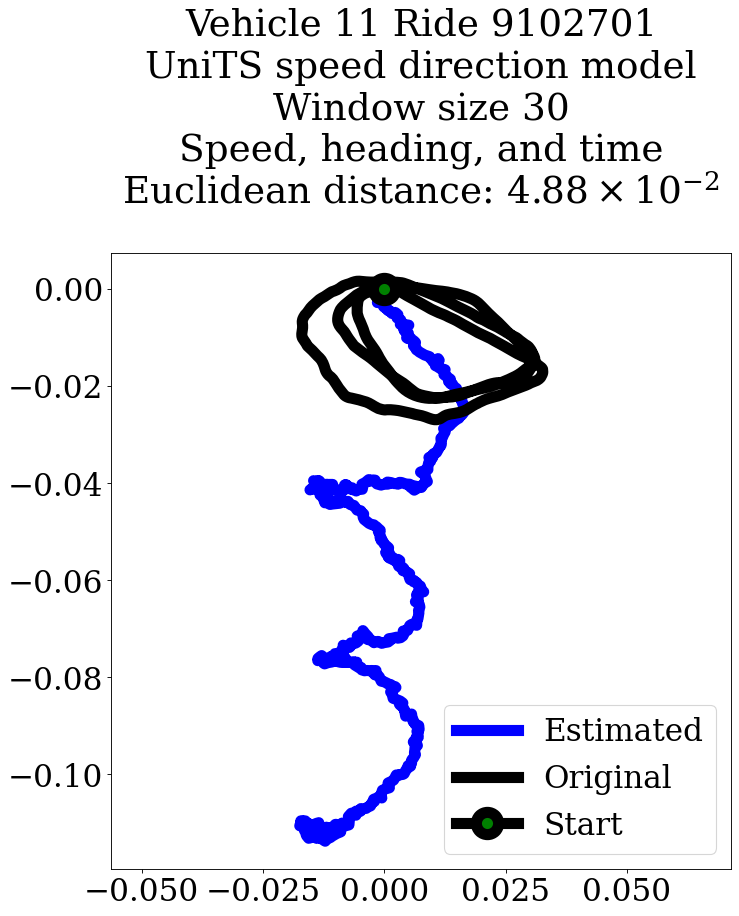 Vehicle 11 Ride 9102701
UniTS speed direction model
Window size 30
Speed, heading, and time
Euclidean distance: 4.88 × 10⁻²
0.00
−0.02
−0.04
−0.06
−0.08
−0.10
Estimated
Original
Start
−0.050 −0.025 0.000 0.025 0.050